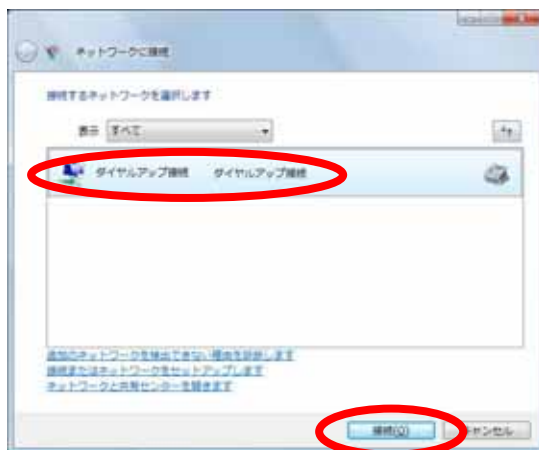 ネットワークに接続
接続するネットワークを選択します
表示 すべて
ダイヤルアップ接続 ダイヤルアップ接続
追加のネットワークを検出できない理由を診断します
接続またはネットワークをセットアップします
ネットワークと共有センターを開きます
接続(O) キャンセル